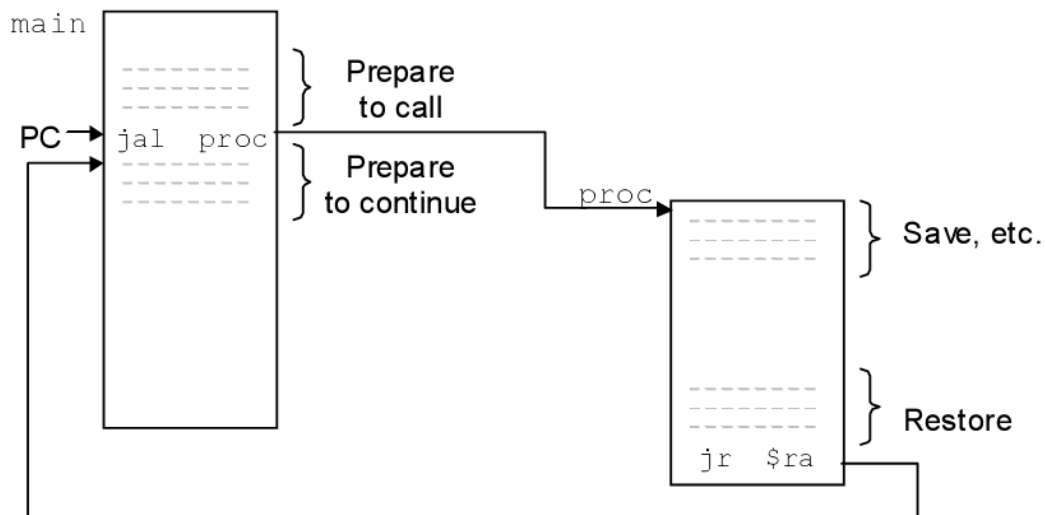 main
Prepare
to call
PC
jal proc
Prepare
to continue
proc
Save, etc.
Restore
jr $ra